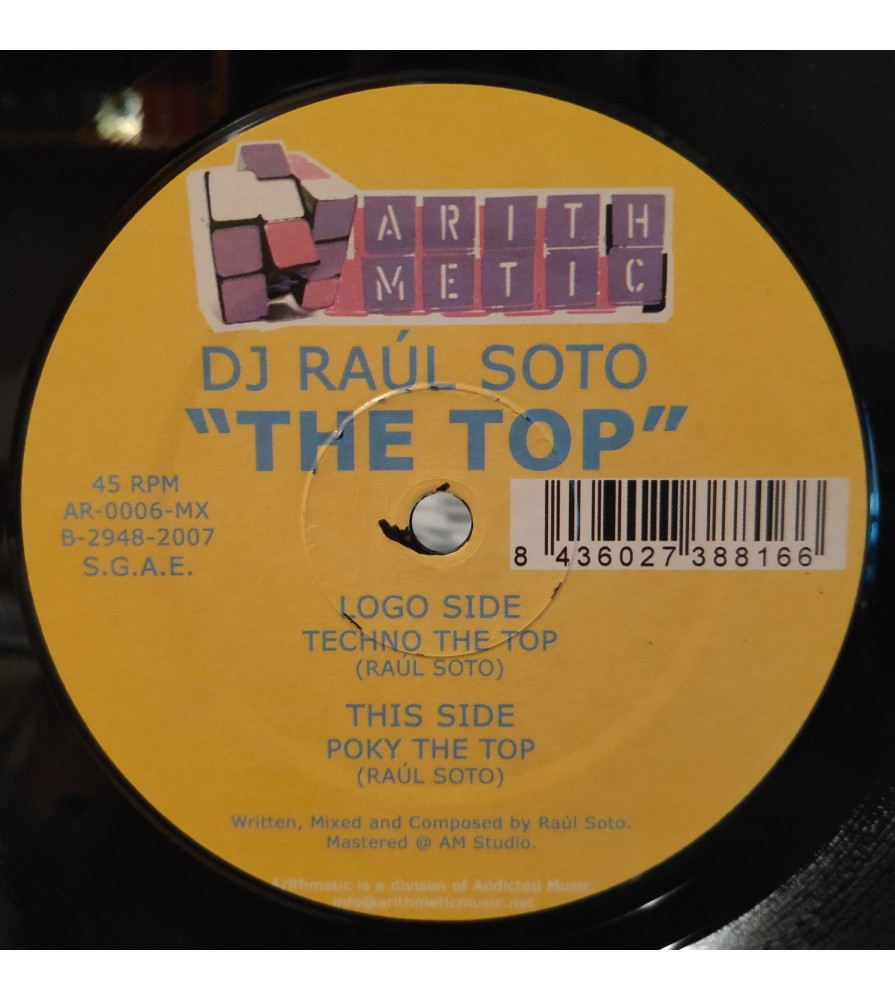 ARITH
METIC
DJ RAÚL SOTO
"THE TOP"
45 RPM
AR-0006-MX
B-2948-2007
S.G.A.E.
8 436027 388166
LOGO SIDE
TECHNO THE TOP
(RAÚL SOTO)
THIS SIDE
POKY THE TOP
(RAÚL SOTO)
Written, Mixed and Composed by Raúl Soto.
Mastered @ AM Studio.
Arithmetic is a divison of Addicted Music.
info@arithmeticmusic.net